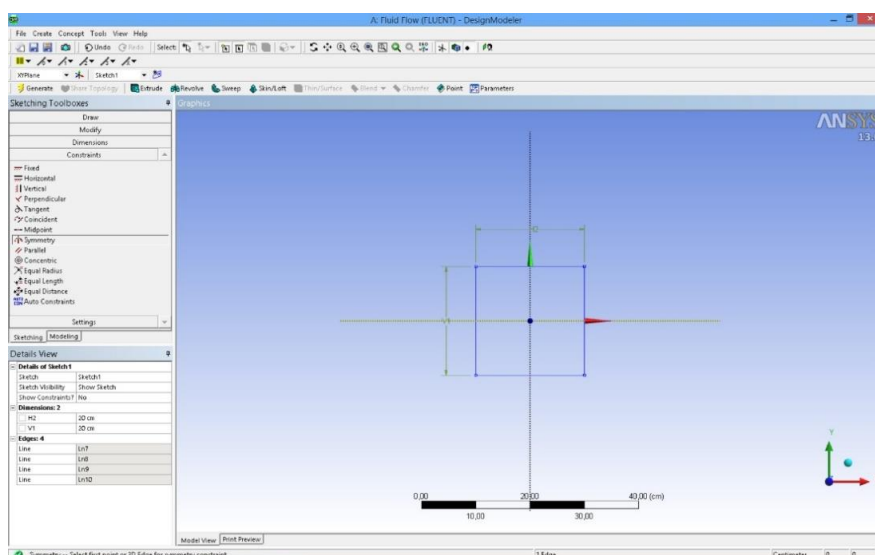 A: Fluid Flow (FLUENT) - DesignModeler
File Create Concept Tools View Help
Undo Redo Select:
XYPlane Sketch1
Generate Share Topology Extrude Revolve Sweep Skin/Loft Thin/Surface Blend Chamfer Point Parameters
Sketching Toolboxes
Graphics
Draw
Modify
Dimensions
Constraints
Fixed
Horizontal
Vertical
Perpendicular
Tangent
Coincident
Midpoint
Symmetry
Parallel
Concentric
Equal Radius
Equal Length
Equal Distance
Auto Constraints
Settings
Sketching Modeling
Details View
Details of Sketch1
Sketch Sketch1
Sketch Visibility Show Sketch
Show Constraints? No
Dimensions: 2
H2 20 cm
V1 20 cm
Edges: 4
Line Ln7
Line Ln8
Line Ln9
Line Ln10
ANSYS
Y
0,00 20,00 40,00 (cm)
10,00 30,00
Model View Print Preview
Symmetry -- Select first point or 2D Edge for symmetry constraint
Centimeter 0 0